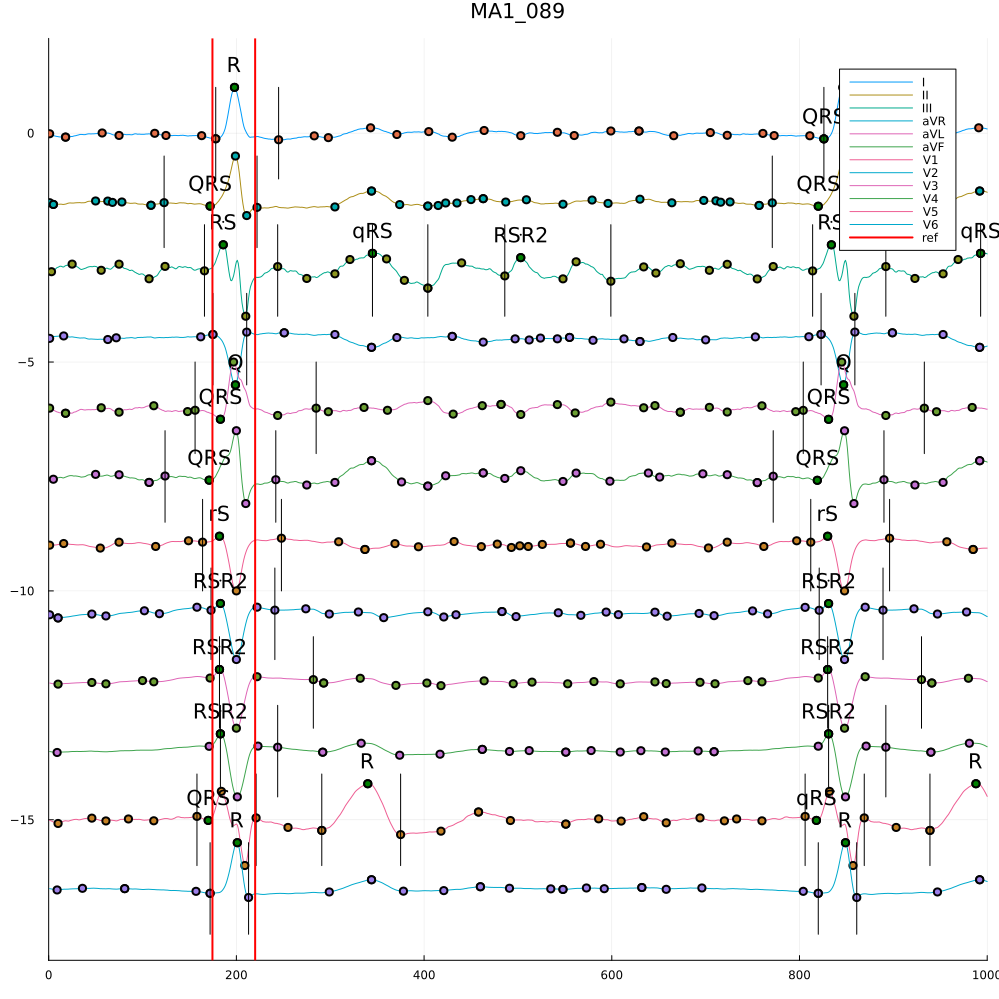 MA1_089
R
QRS
QRS
QRS
RS
RS
qRS
RSR2
qRS
Q
Q
QRS
QRS
QRS
QRS
rS
rS
RSR2
RSR2
RSR2
RSR2
RSR2
RSR2
R
R
QRS
qRS
R
R
I
II
III
aVR
aVL
aVF
V1
V2
V3
V4
V5
V6
ref
0
−5
−10
−15
0
200
400
600
800
1000